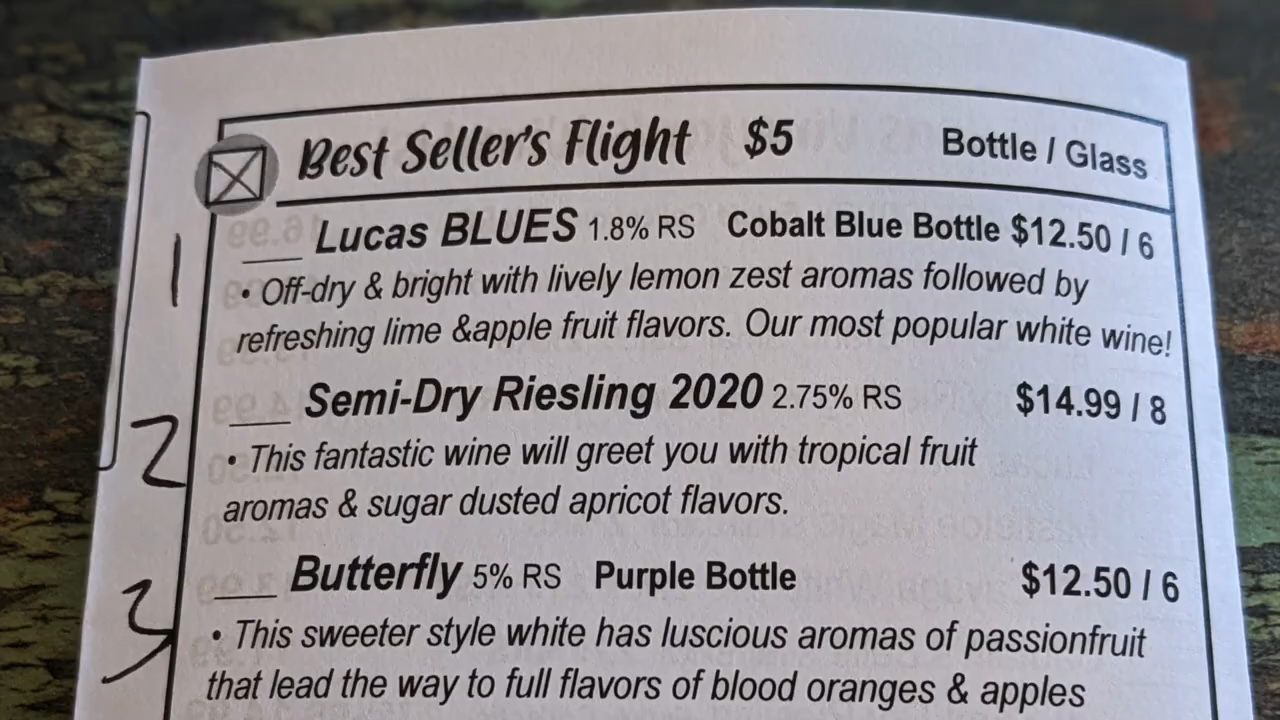 Best Seller's Flight $5 Bottle / Glass
1 ___ Lucas BLUES 1.8% RS Cobalt Blue Bottle $12.50 / 6
• Off-dry & bright with lively lemon zest aromas followed by
refreshing lime &apple fruit flavors. Our most popular white wine!
2 ___ Semi-Dry Riesling 2020 2.75% RS $14.99 / 8
• This fantastic wine will greet you with tropical fruit
aromas & sugar dusted apricot flavors.
3 ___ Butterfly 5% RS Purple Bottle $12.50 / 6
• This sweeter style white has luscious aromas of passionfruit
that lead the way to full flavors of blood oranges & apples